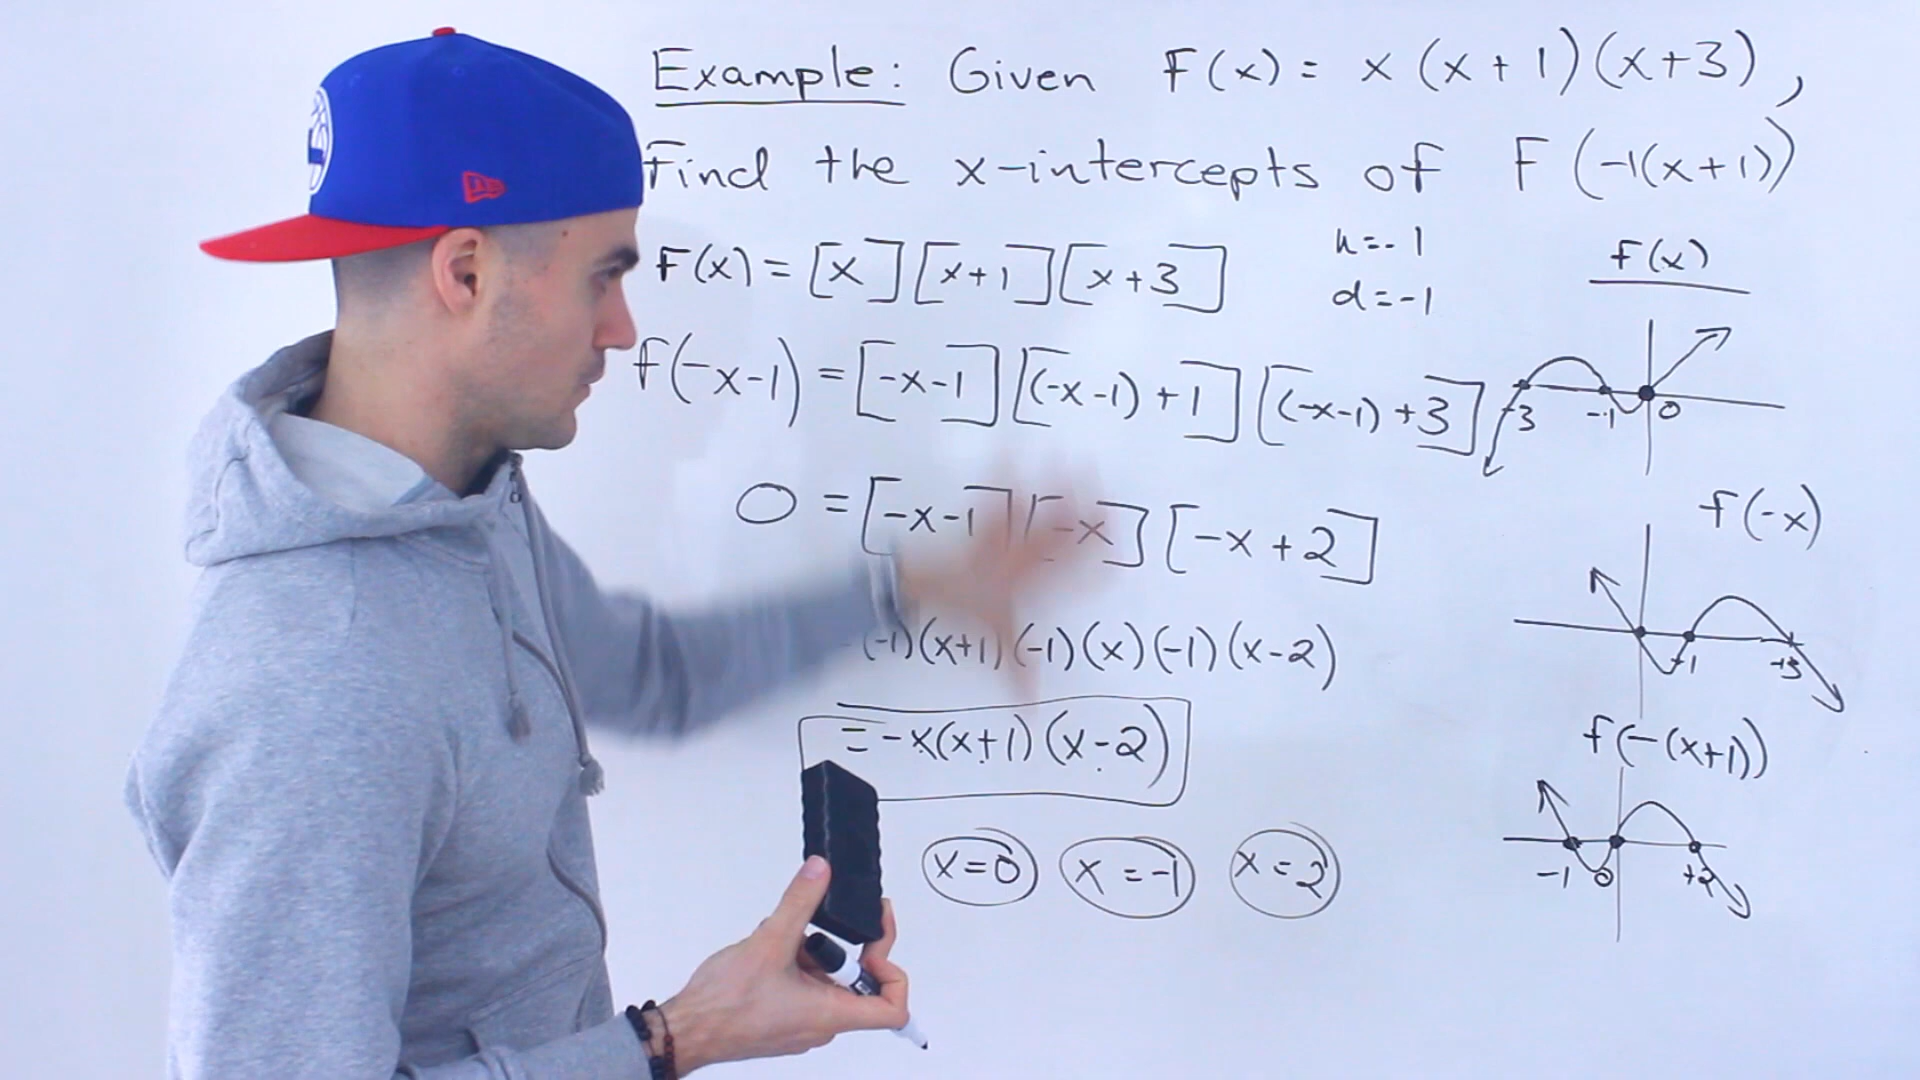 Example: Given F(x) = x(x+1)(x+3),
Find the x-intercepts of F(-1(x+1))
F(x) = [x][x+1][x+3]
k=-1
d=-1
f(-x-1) = [-x-1][(-x-1)+1][(-x-1)+3]
0 = [-x-1][-x][-x+2]
(-1)(x+1)(-1)(x)(-1)(x-2)
=-x(x+1)(x-2)
x=0 x=-1 x=2
f(x)
-3 -1 0
f(-x)
+1 +3
f(-(x+1))
-1 0 +2